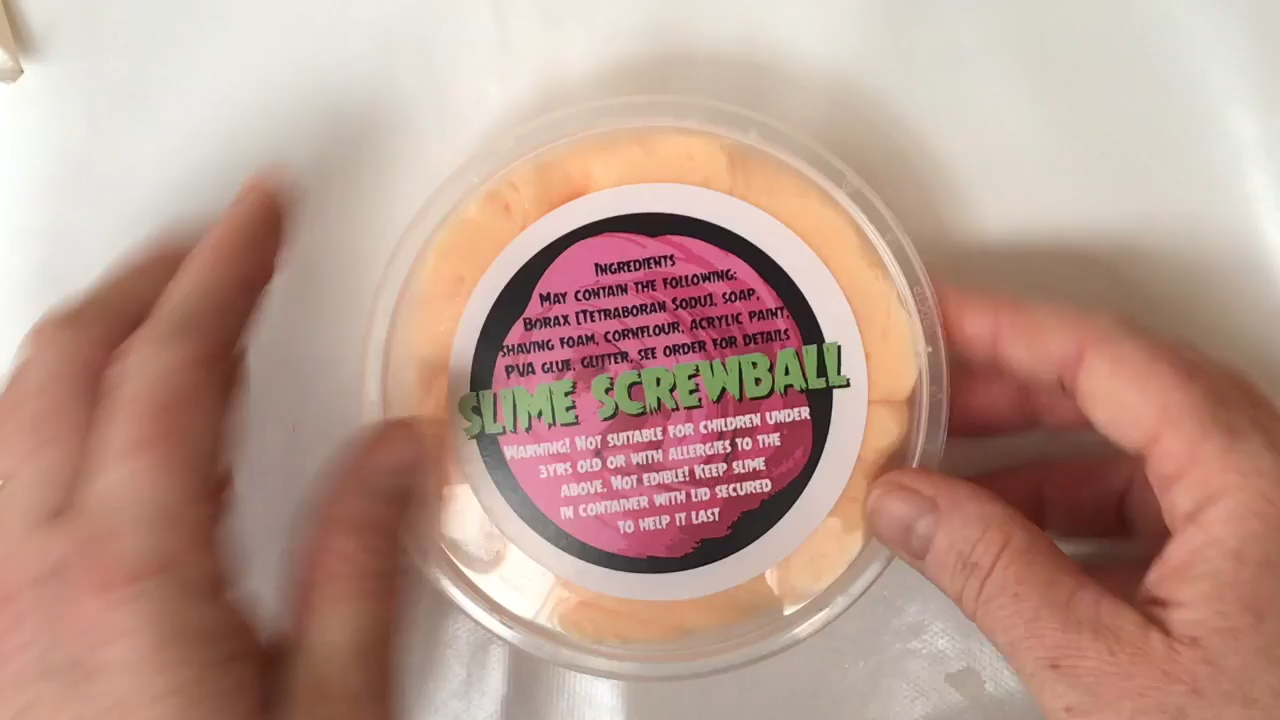 Ingredients
May contain the following:
Borax [Tetraboran Sodu], soap,
shaving foam, cornflour, acrylic paint,
PVA glue, glitter, see order for details
SLIME SCREWBALL
Warning! Not suitable for children under
3yrs old or with allergies to the
above. Not edible! Keep slime
in container with lid secured
to help it last